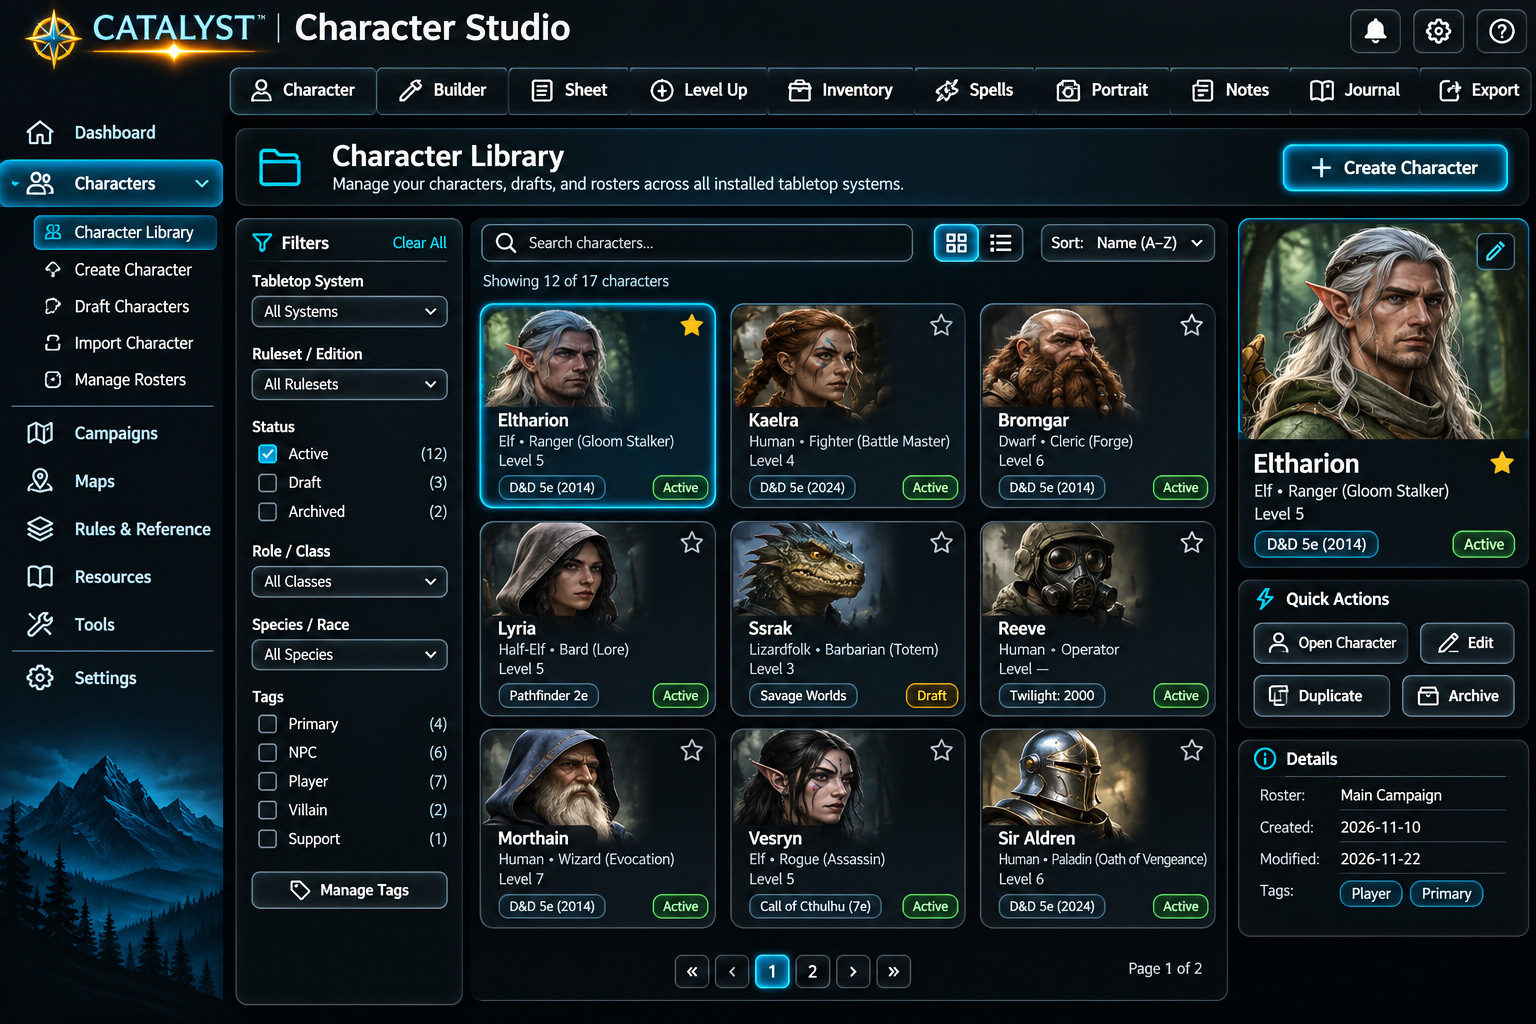 CATALYST™ | Character Studio
Character
Builder
Sheet
Level Up
Inventory
Spells
Portrait
Notes
Journal
Export
Dashboard
Characters
Character Library
Create Character
Draft Characters
Import Character
Manage Rosters
Campaigns
Maps
Rules & Reference
Resources
Tools
Settings
Character Library
Manage your characters, drafts, and rosters across all installed tabletop systems.
Create Character
Filters
Clear All
Tabletop System
All Systems
Ruleset / Edition
All Rulesets
Status
Active (12)
Draft (3)
Archived (2)
Role / Class
All Classes
Species / Race
All Species
Tags
Primary (4)
NPC (6)
Player (7)
Villain (2)
Support (1)
Manage Tags
Search characters...
Sort: Name (A–Z)
Showing 12 of 17 characters
Eltharion
Elf • Ranger (Gloom Stalker)
Level 5
D&D 5e (2014)
Active
Kaelra
Human • Fighter (Battle Master)
Level 4
D&D 5e (2024)
Active
Bromgar
Dwarf • Cleric (Forge)
Level 6
D&D 5e (2014)
Active
Lyria
Half-Elf • Bard (Lore)
Level 5
Pathfinder 2e
Active
Ssrak
Lizardfolk • Barbarian (Totem)
Level 3
Savage Worlds
Draft
Reeve
Human • Operator
Level —
Twilight: 2000
Active
Morthain
Human • Wizard (Evocation)
Level 7
D&D 5e (2014)
Active
Vesryn
Elf • Rogue (Assassin)
Level 5
Call of Cthulhu (7e)
Active
Sir Aldren
Human • Paladin (Oath of Vengeance)
Level 6
D&D 5e (2024)
Active
« ‹ 1 2 › »
Page 1 of 2
Eltharion
Elf • Ranger (Gloom Stalker)
Level 5
D&D 5e (2014)
Active
Quick Actions
Open Character
Edit
Duplicate
Archive
Details
Roster: Main Campaign
Created: 2026-11-10
Modified: 2026-11-22
Tags: Player Primary